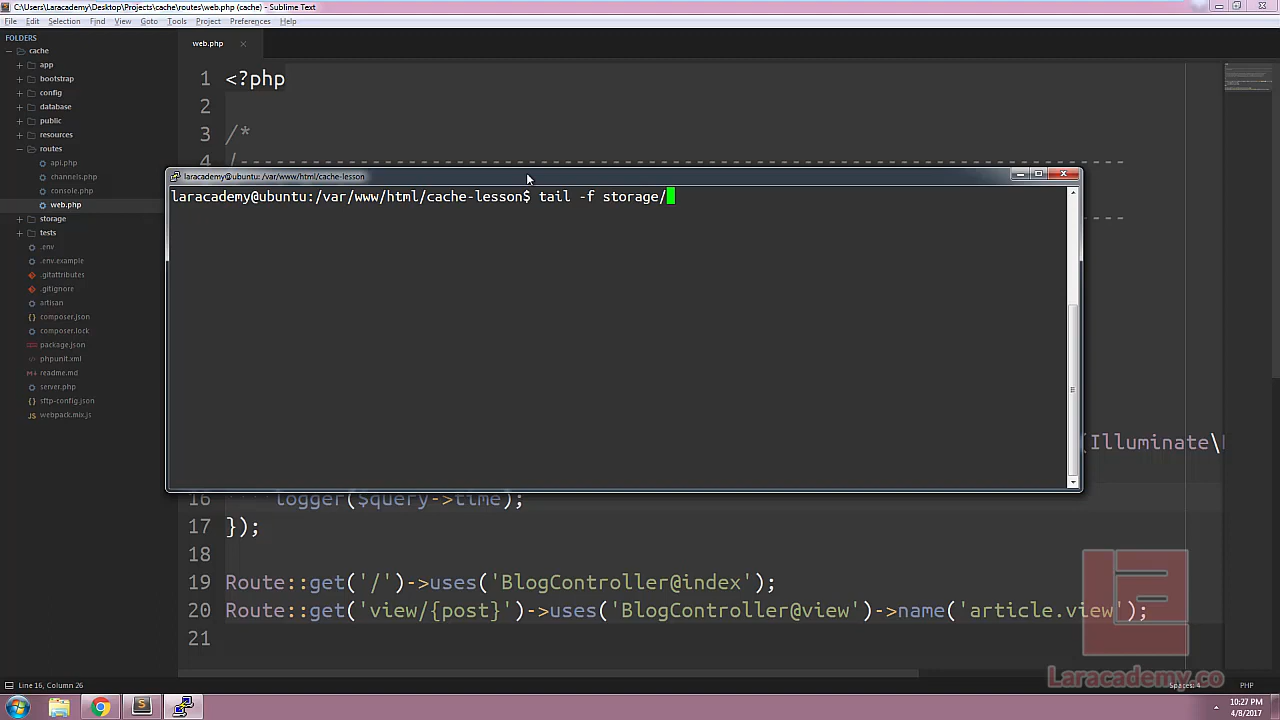 C:\Users\Laracademy\Desktop\Projects\cache\routes\web.php (cache) - Sublime Text
File Edit Selection Find View Goto Tools Project Preferences Help
FOLDERS
cache
app
bootstrap
config
database
public
resources
routes
api.php
channels.php
console.php
web.php
storage
tests
.env
.env.example
.gitattributes
.gitignore
artisan
composer.json
composer.lock
package.json
phpunit.xml
readme.md
server.php
sftp-config.json
webpack.mix.js
web.php
1 <?php
2
3 /*
4 |--------------------------------------------------------------------------
laracademy@ubuntu: /var/www/html/cache-lesson
laracademy@ubuntu:/var/www/html/cache-lesson$ tail -f storage/
(Illuminate\
16 logger($query->time);
17 });
18
19 Route::get('/')->uses('BlogController@index');
20 Route::get('view/{post}')->uses('BlogController@view')->name('article.view');
21
Laracademy.co
Line 16, Column 26
Spaces: 4
PHP
10:27 PM
4/8/2017